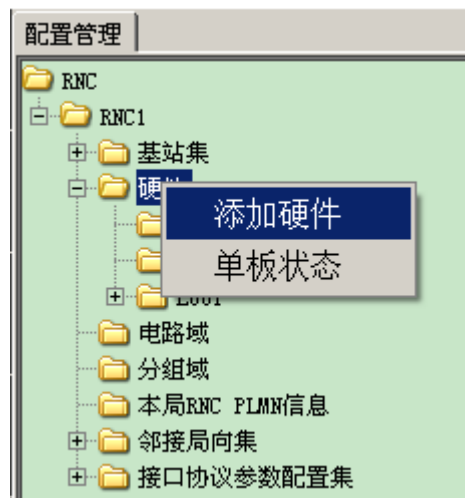 配置管理
RNC
RNC1
基站集
硬
添加硬件
单板状态
电路域
分组域
本局RNC PLMN信息
邻接局向集
接口协议参数配置集